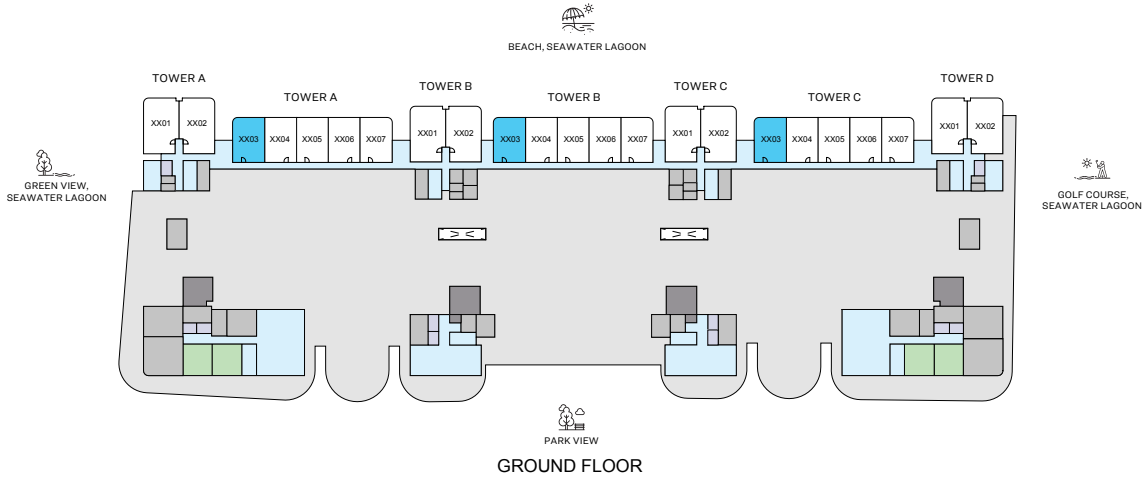 BEACH, SEAWATER LAGOON
TOWER A
TOWER A
TOWER B
TOWER B
TOWER C
TOWER C
TOWER D
XX01
XX02
XX03
XX04
XX05
XX06
XX07
XX01
XX02
XX03
XX04
XX05
XX06
XX07
XX01
XX02
XX03
XX04
XX05
XX06
XX07
XX01
XX02
GREEN VIEW,
SEAWATER LAGOON
GOLF COURSE,
SEAWATER LAGOON
PARK VIEW
GROUND FLOOR